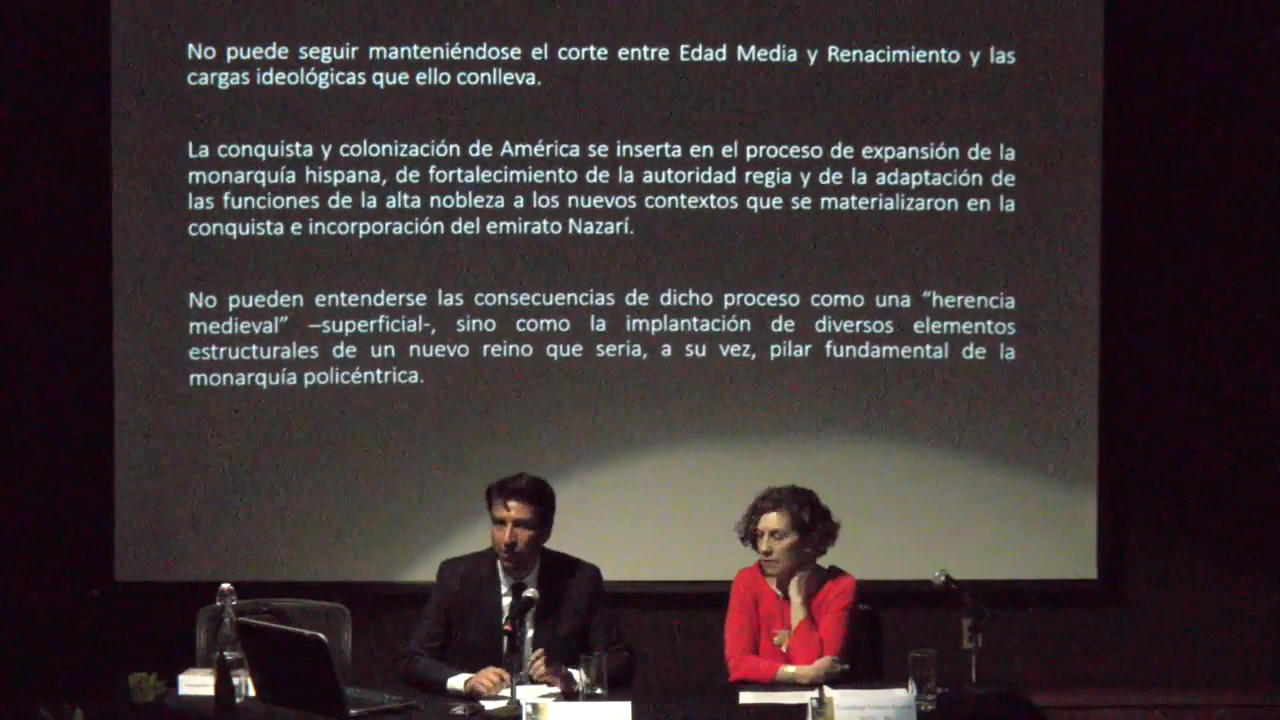 No puede seguir manteniéndose el corte entre Edad Media y Renacimiento y las
cargas ideológicas que ello conlleva.
La conquista y colonización de América se inserta en el proceso de expansión de la
monarquía hispana, de fortalecimiento de la autoridad regia y de la adaptación de
las funciones de la alta nobleza a los nuevos contextos que se materializaron en la
conquista e incorporación del emirato Nazarí.
No pueden entenderse las consecuencias de dicho proceso como una “herencia
medieval” –superficial-, sino como la implantación de diversos elementos
estructurales de un nuevo reino que sería, a su vez, pilar fundamental de la
monarquía policéntrica.